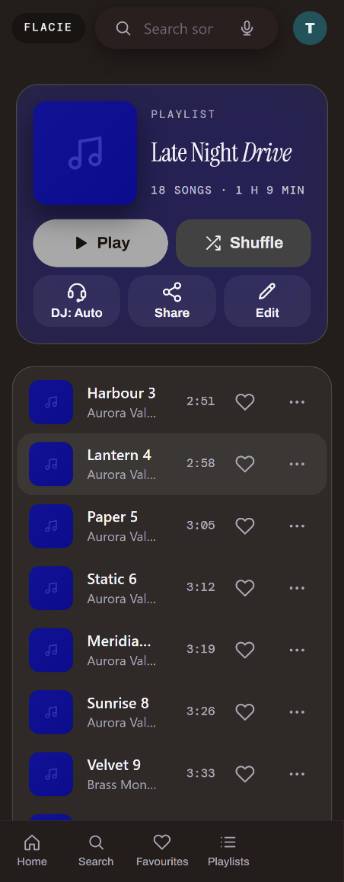 FLACIE
Search sor
T
PLAYLIST
Late Night Drive
18 SONGS · 1 H 9 MIN
Play
Shuffle
DJ: Auto
Share
Edit
Harbour 3
Aurora Val...
2:51
Lantern 4
Aurora Val...
2:58
Paper 5
Aurora Val...
3:05
Static 6
Aurora Val...
3:12
Meridia...
Aurora Val...
3:19
Sunrise 8
Aurora Val...
3:26
Velvet 9
Brass Mon...
3:33
Home
Search
Favourites
Playlists